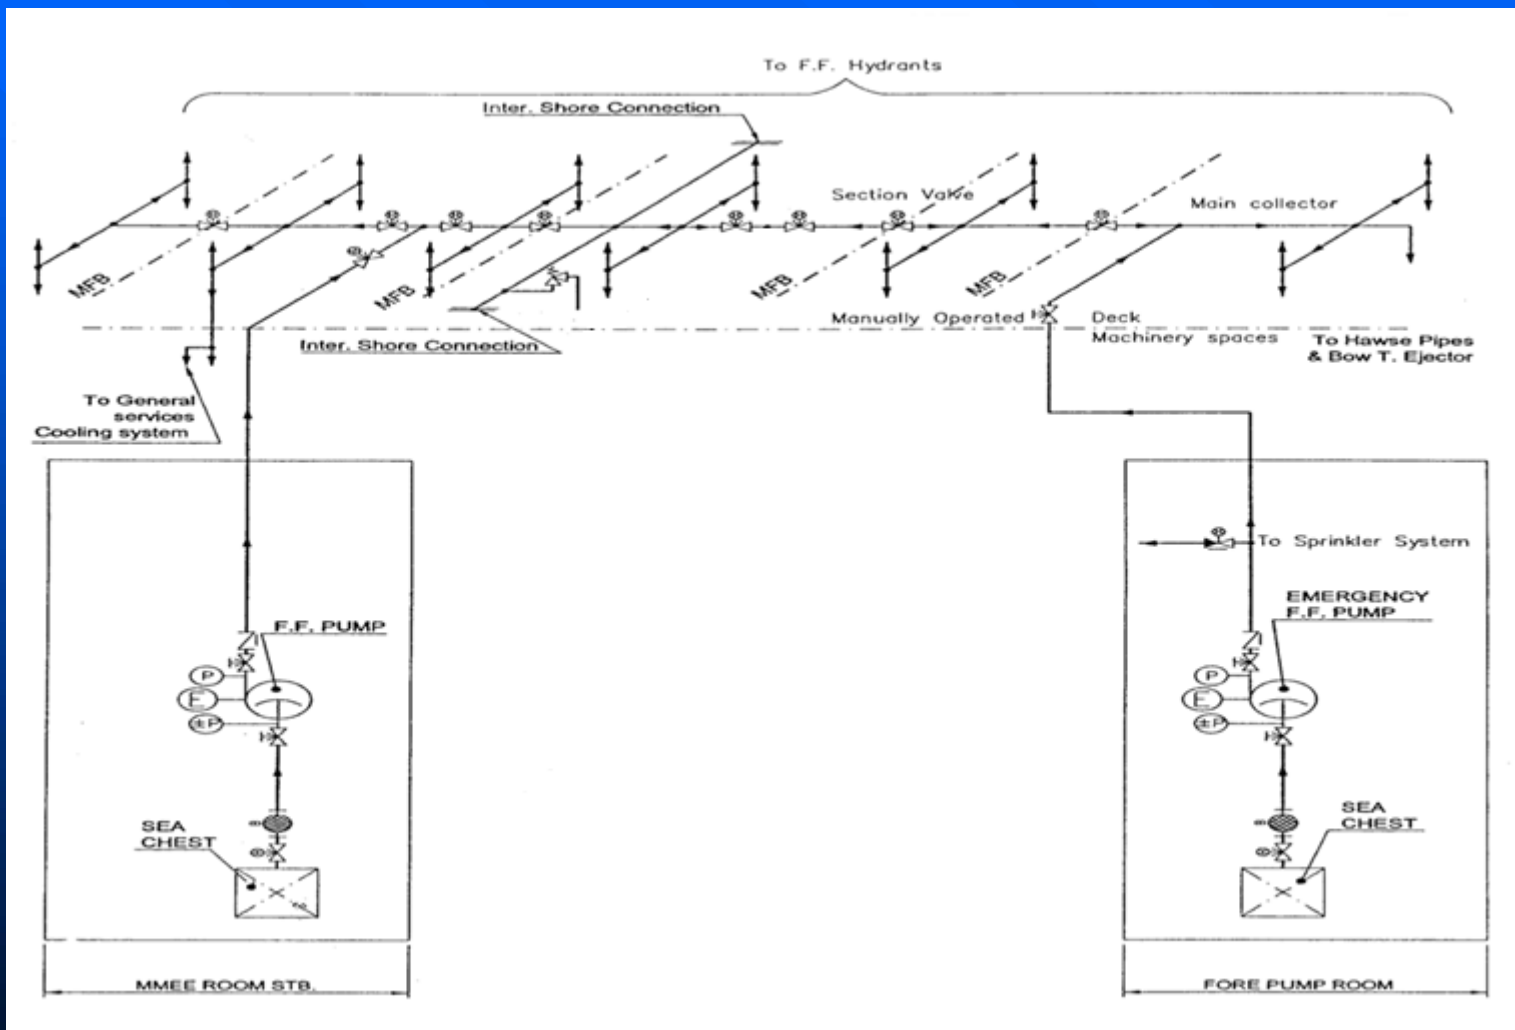 To F.F. Hydrants
Inter. Shore Connection
Section Valve
Main collector
MFB
MFB
MFB
MFB
Manually Operated
Deck
Inter. Shore Connection
Machinery spaces
To Hawse Pipes
& Bow T. Ejector
To General
services
Cooling system
To Sprinkler System
EMERGENCY
F.F. PUMP
F.F. PUMP
P
E
±P
P
E
±P
SEA
CHEST
SEA
CHEST
MMEE ROOM STB.
FORE PUMP ROOM